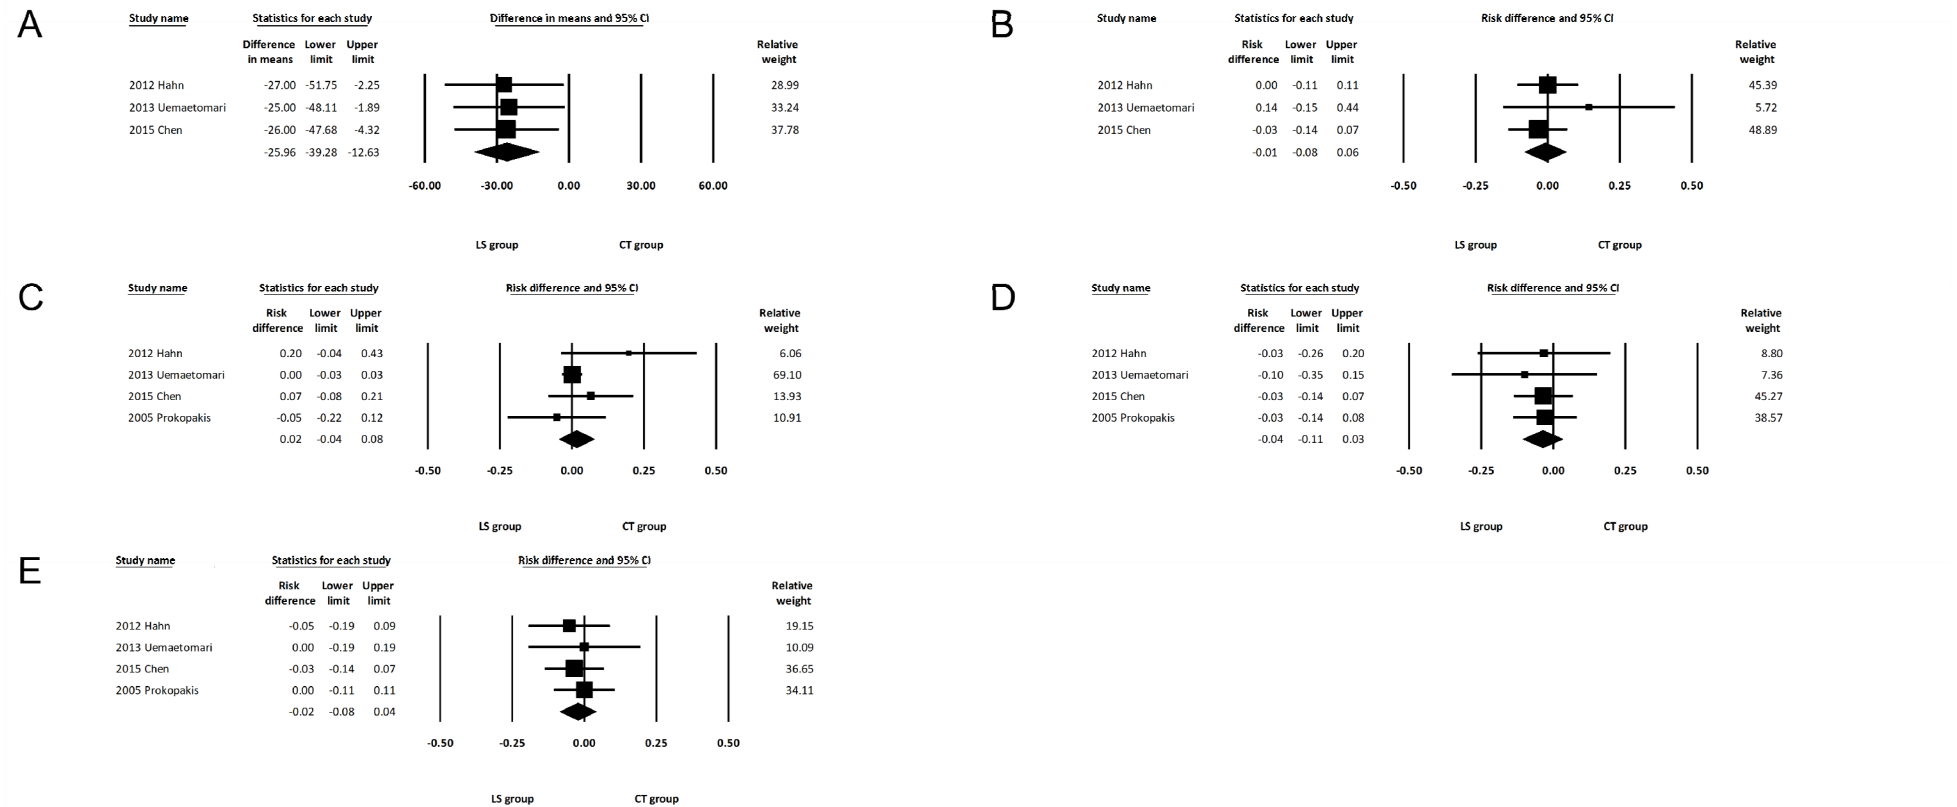 A
Study name Statistics for each study Difference in means and 95% CI
Difference Lower Upper Relative
in means limit limit weight
2012 Hahn -27.00 -51.75 -2.25 28.99
2013 Uemaetomari -25.00 -48.11 -1.89 33.24
2015 Chen -26.00 -47.68 -4.32 37.78
-25.96 -39.28 -12.63
-60.00 -30.00 0.00 30.00 60.00
LS group CT group
B
Study name Statistics for each study Risk difference and 95% CI
Risk Lower Upper Relative
difference limit limit weight
2012 Hahn 0.00 -0.11 0.11 45.39
2013 Uemaetomari 0.14 -0.15 0.44 5.72
2015 Chen -0.03 -0.14 0.07 48.89
-0.01 -0.08 0.06
-0.50 -0.25 0.00 0.25 0.50
LS group CT group
C
Study name Statistics for each study Risk difference and 95% CI
Risk Lower Upper Relative
difference limit limit weight
2012 Hahn 0.20 -0.04 0.43 6.06
2013 Uemaetomari 0.00 -0.03 0.03 69.10
2015 Chen 0.07 -0.08 0.21 13.93
2005 Prokopakis -0.05 -0.22 0.12 10.91
0.02 -0.04 0.08
-0.50 -0.25 0.00 0.25 0.50
LS group CT group
D
Study name Statistics for each study Risk difference and 95% CI
Risk Lower Upper Relative
difference limit limit weight
2012 Hahn -0.03 -0.26 0.20 8.80
2013 Uemaetomari -0.10 -0.35 0.15 7.36
2015 Chen -0.03 -0.14 0.07 45.27
2005 Prokopakis -0.03 -0.14 0.08 38.57
-0.04 -0.11 0.03
-0.50 -0.25 0.00 0.25 0.50
LS group CT group
E
Study name Statistics for each study Risk difference and 95% CI
Risk Lower Upper Relative
difference limit limit weight
2012 Hahn -0.05 -0.19 0.09 19.15
2013 Uemaetomari 0.00 -0.19 0.19 10.09
2015 Chen -0.03 -0.14 0.07 36.65
2005 Prokopakis 0.00 -0.11 0.11 34.11
-0.02 -0.08 0.04
-0.50 -0.25 0.00 0.25 0.50
LS group CT group